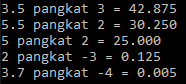 3.5 pangkat 3 = 42.875
5.5 pangkat 2 = 30.250
5 pangkat 2 = 25.000
2 pangkat -3 = 0.125
3.7 pangkat -4 = 0.005